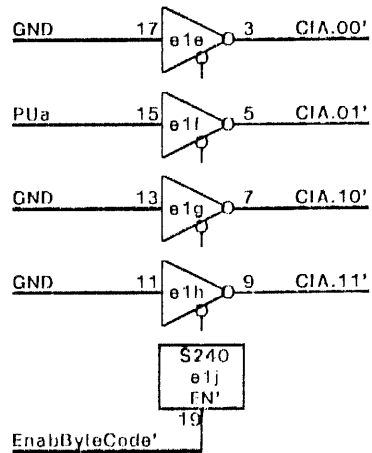 GND 17 e1e 3 CIA.00'
PUa 15 e1f 5 CIA.01'
GND 13 e1g 7 CIA.10'
GND 11 e1h 9 CIA.11'
S240
e1j
EN'
19
EnabByteCode'